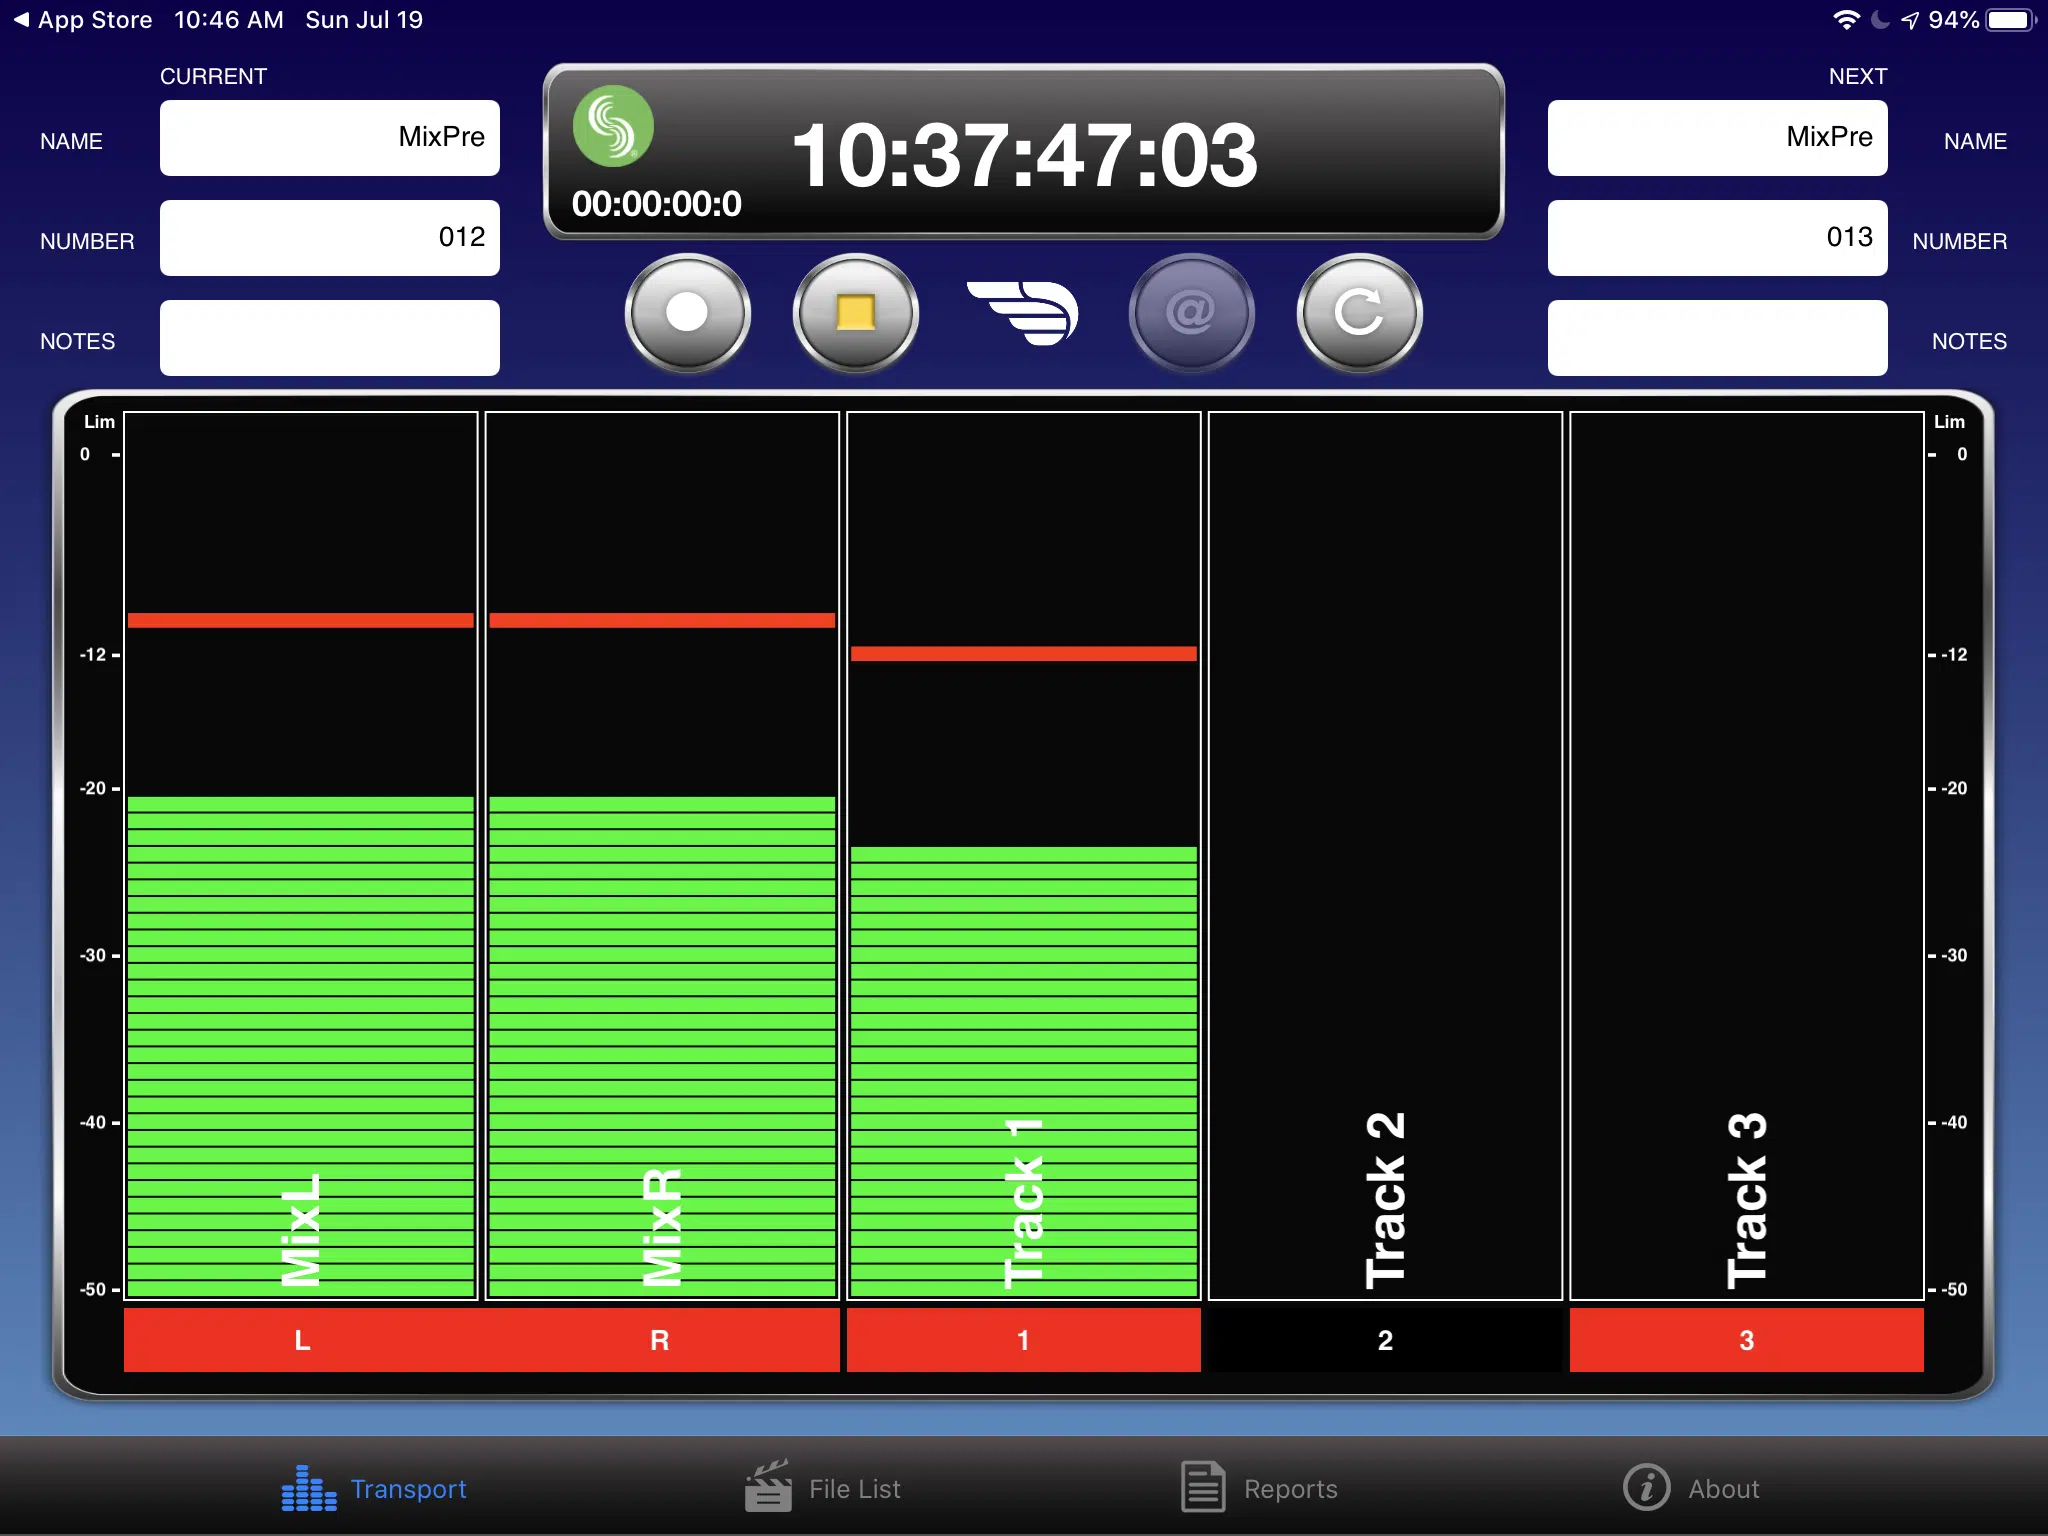 App Store 10:46 AM Sun Jul 19 94%
CURRENT
NAME MixPre
NUMBER 012
NOTES
10:37:47:03
00:00:00:0
@
NEXT
MixPre NAME
013 NUMBER
NOTES
Lim
0
-12
-20
-30
-40
-50
MixL
MixR
Track 1
Track 2
Track 3
Lim
0
-12
-20
-30
-40
-50
L R 1 2 3
Transport File List Reports About